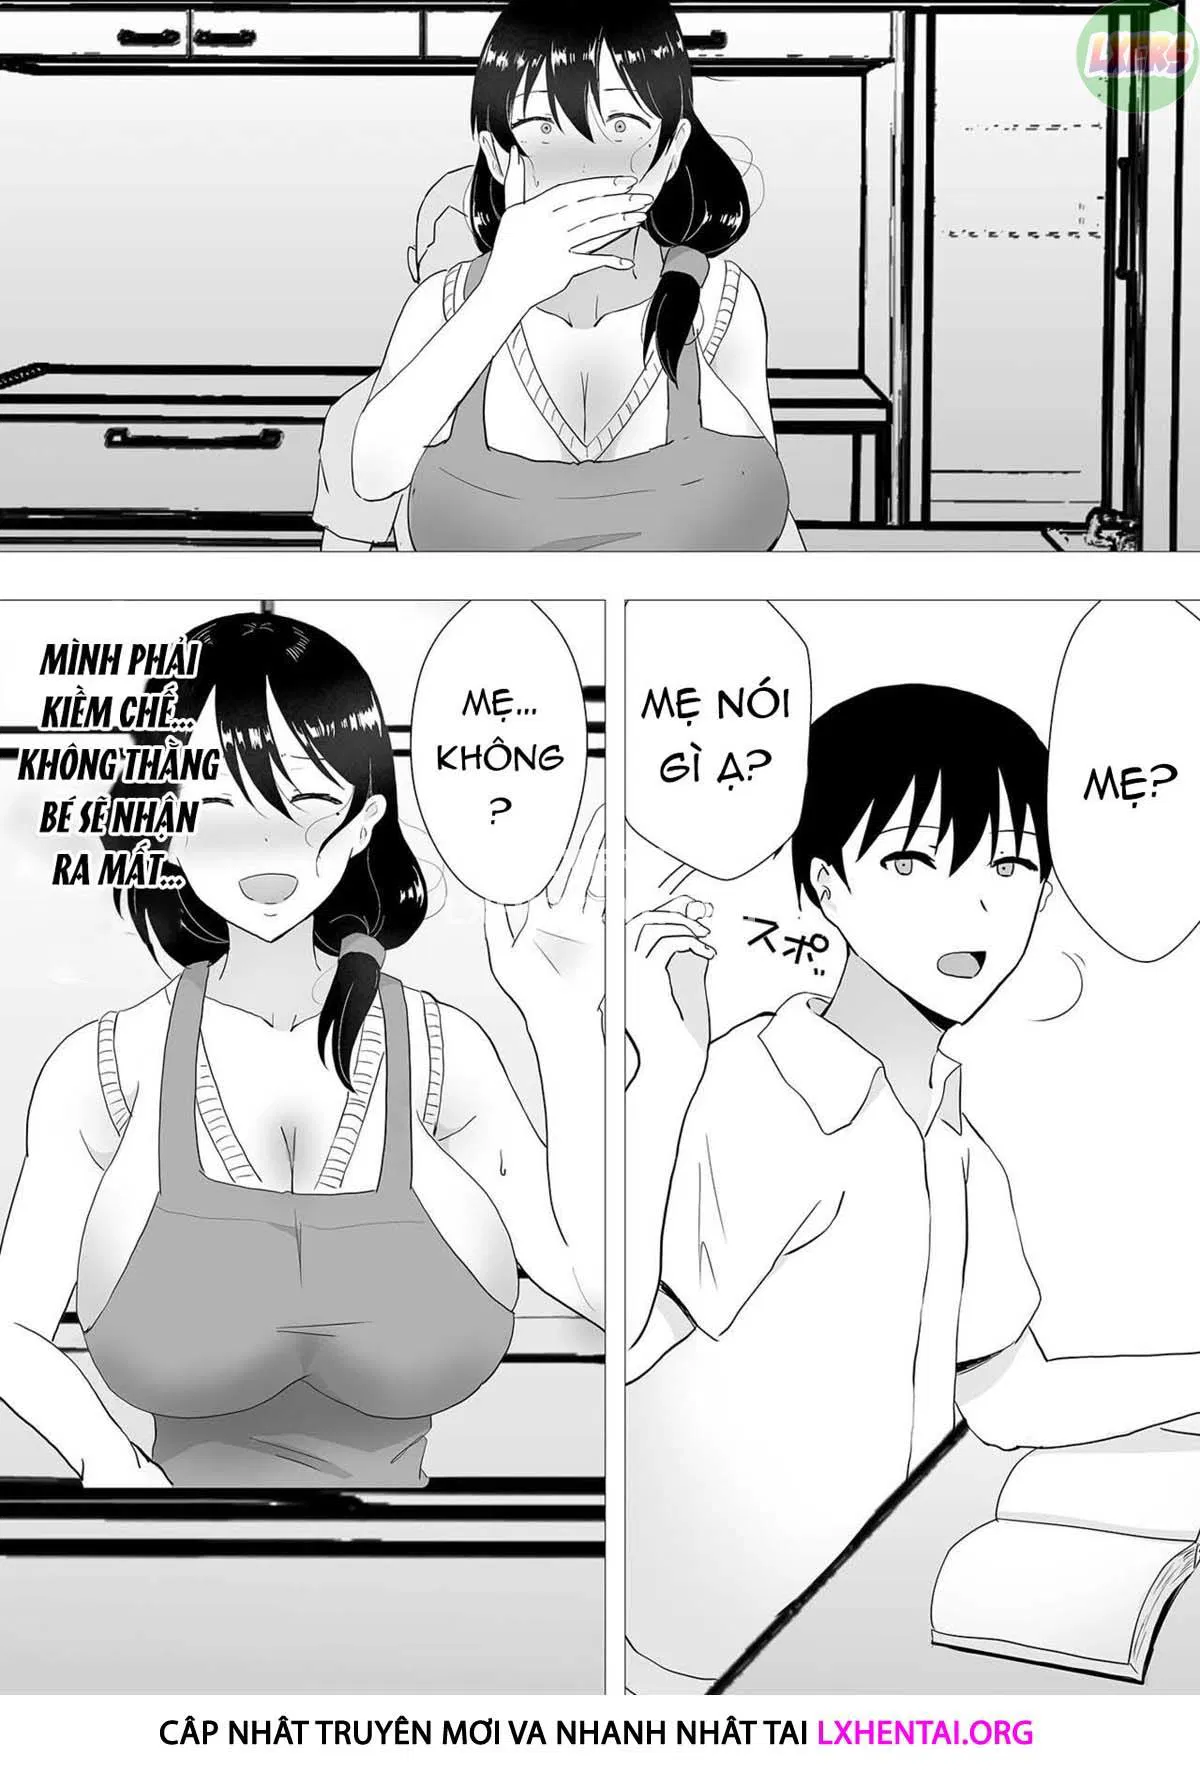 LXERS
MẸ?
MẸ NÓI
GÌ Ạ?
スポ
MẸ...
KHÔNG
?
MÌNH PHẢI
KIỀM CHẾ...
KHÔNG THẰNG
BÉ SẼ NHẬN
RA MẤT...
CẬP NHẬT TRUYỆN MỚI VÀ NHANH NHẤT TẠI LXHENTAI.ORG